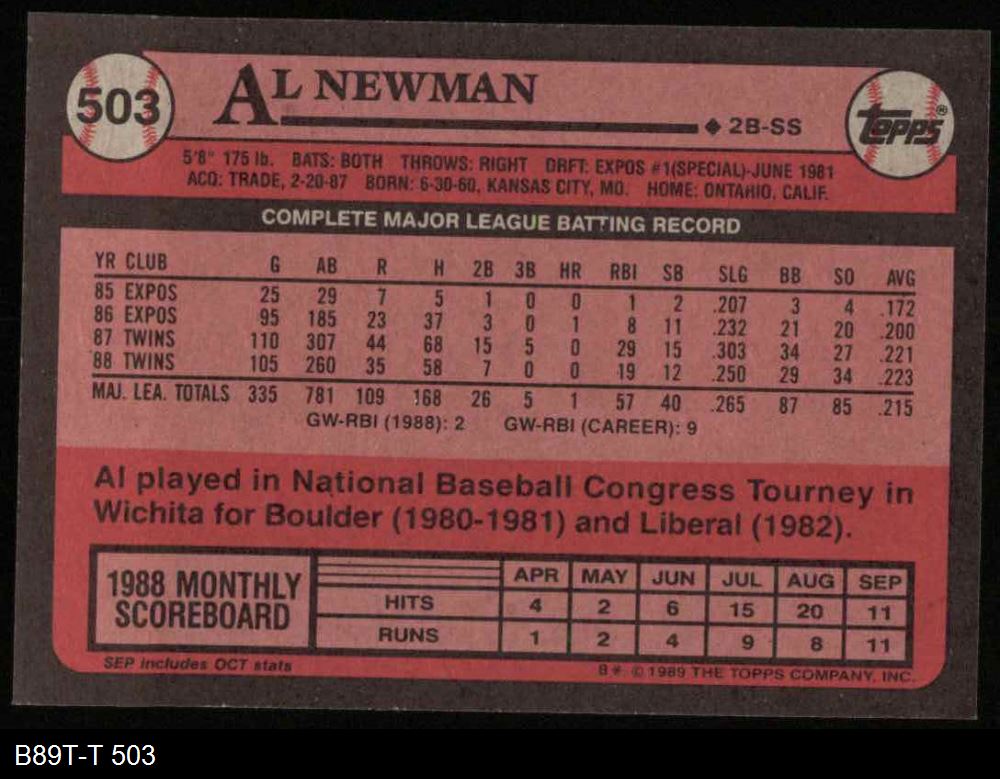 503 AL NEWMAN ◆ 2B-SS TOPPS®
5'8" 175 lb. BATS: BOTH THROWS: RIGHT DRFT: EXPOS #1(SPECIAL)-JUNE 1981
ACQ: TRADE, 2-20-87 BORN: 6-30-60, KANSAS CITY, MO. HOME: ONTARIO, CALIF.
COMPLETE MAJOR LEAGUE BATTING RECORD
YR CLUB G AB R H 2B 3B HR RBI SB SLG BB SO AVG
85 EXPOS 25 29 7 5 1 0 0 1 2 .207 3 4 .172
86 EXPOS 95 185 23 37 3 0 1 8 11 .232 21 20 .200
87 TWINS 110 307 44 68 15 5 0 29 15 .303 34 27 .221
88 TWINS 105 260 35 58 7 0 0 19 12 .250 29 34 .223
MAJ. LEA. TOTALS 335 781 109 168 26 5 1 57 40 .265 87 85 .215
GW-RBI (1988): 2 GW-RBI (CAREER): 9
Al played in National Baseball Congress Tourney in
Wichita for Boulder (1980-1981) and Liberal (1982).
1988 MONTHLY
SCOREBOARD
APR MAY JUN JUL AUG SEP
HITS 4 2 6 15 20 11
RUNS 1 2 4 9 8 11
SEP includes OCT stats
B* © 1989 THE TOPPS COMPANY, INC.
B89T-T 503